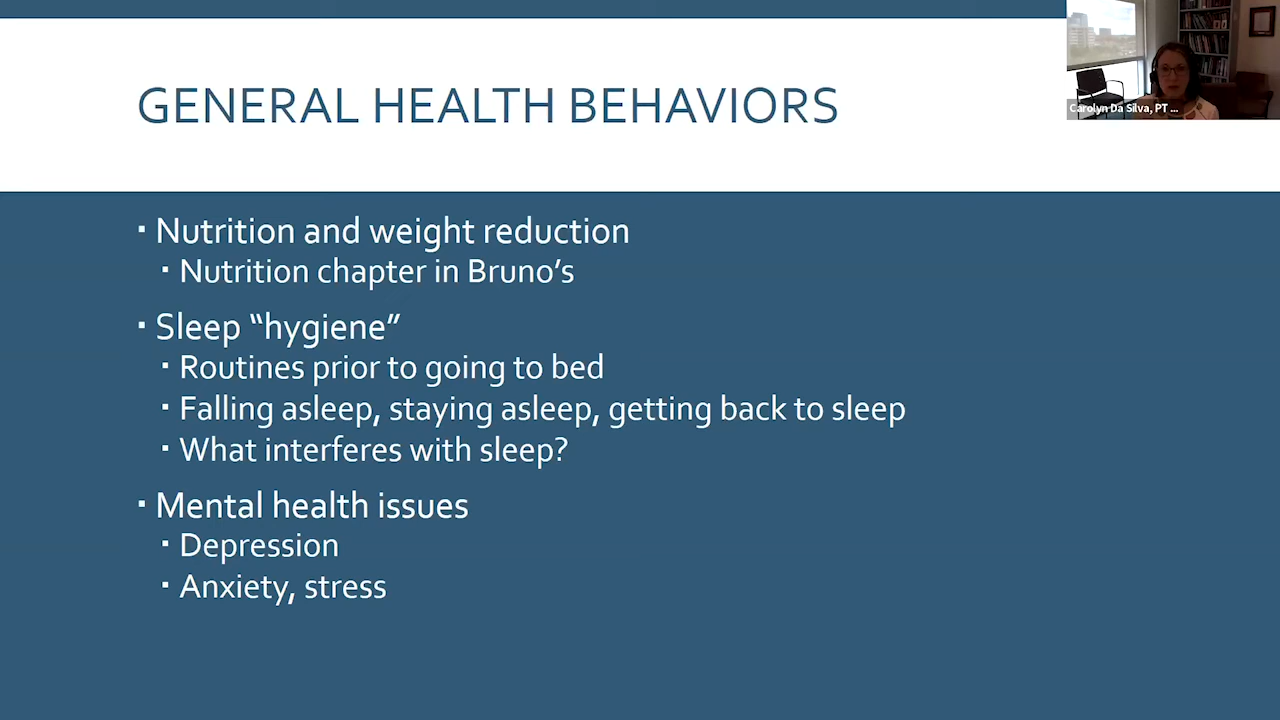 GENERAL HEALTH BEHAVIORS
Carolyn Da Silva, PT ...
▪ Nutrition and weight reduction
▪ Nutrition chapter in Bruno’s
▪ Sleep “hygiene”
▪ Routines prior to going to bed
▪ Falling asleep, staying asleep, getting back to sleep
▪ What interferes with sleep?
▪ Mental health issues
▪ Depression
▪ Anxiety, stress